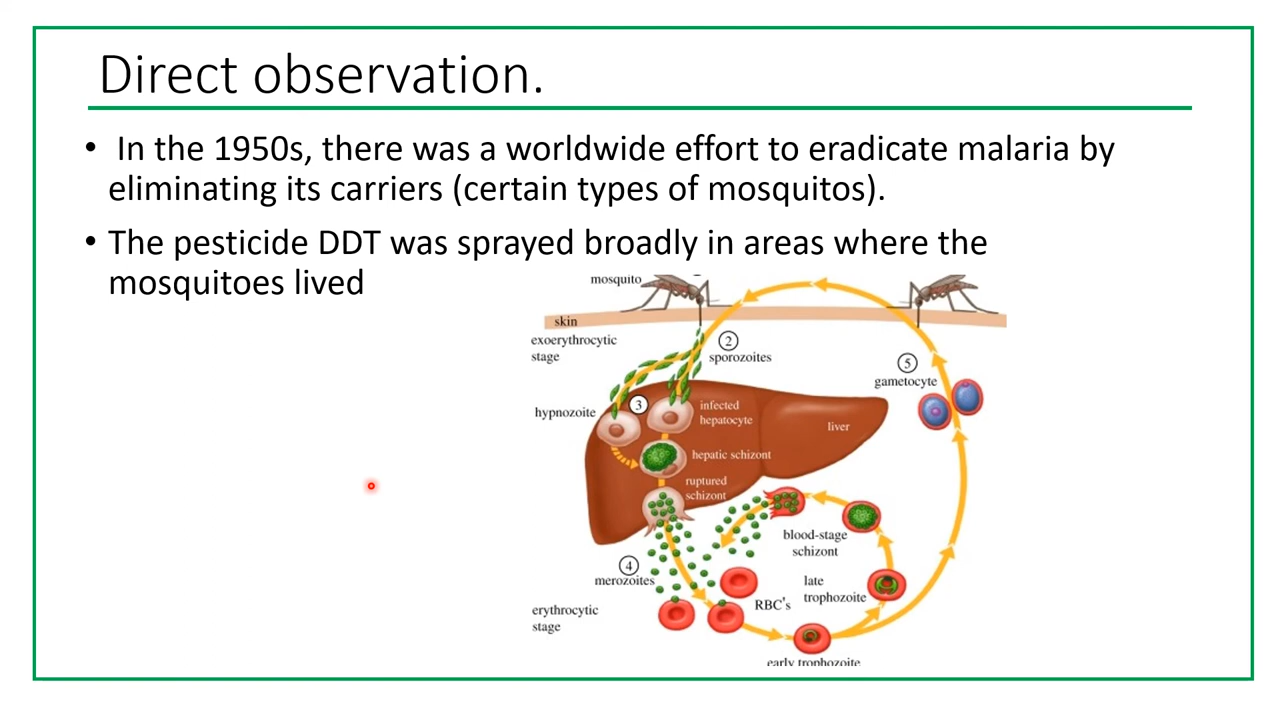 Direct observation.
• In the 1950s, there was a worldwide effort to eradicate malaria by
eliminating its carriers (certain types of mosquitos).
• The pesticide DDT was sprayed broadly in areas where the
mosquitoes lived
mosquito
skin
exoerythrocytic
stage
2
sporozoites
5
gametocyte
hypnozoite
3
infected
hepatocyte
liver
hepatic schizont
ruptured
schizont
blood-stage
schizont
4
merozoites
late
trophozoite
RBC's
erythrocytic
stage
early trophozoite